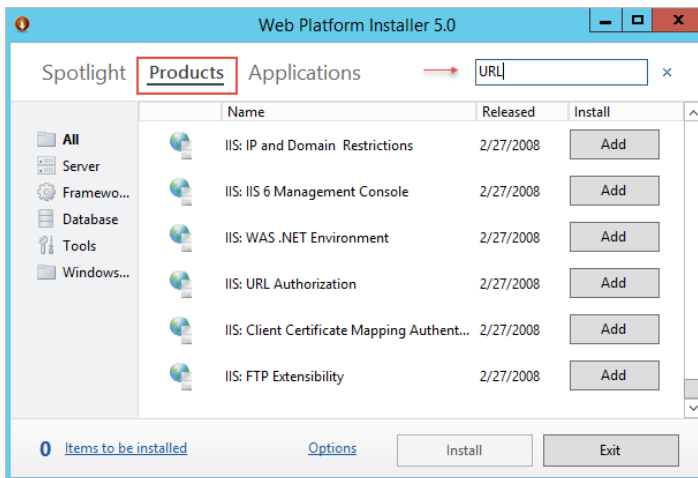 Web Platform Installer 5.0
Spotlight Products Applications URL
Name Released Install
All
Server
Framewo...
Database
Tools
Windows...
IIS: IP and Domain Restrictions 2/27/2008 Add
IIS: IIS 6 Management Console 2/27/2008 Add
IIS: WAS .NET Environment 2/27/2008 Add
IIS: URL Authorization 2/27/2008 Add
IIS: Client Certificate Mapping Authent... 2/27/2008 Add
IIS: FTP Extensibility 2/27/2008 Add
0 Items to be installed Options Install Exit